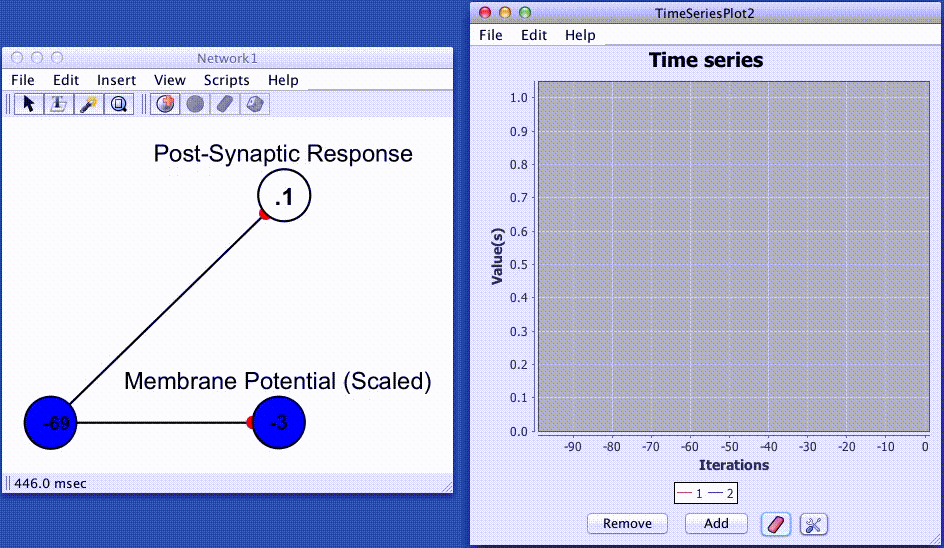 Network1
File Edit Insert View Scripts Help
Post-Synaptic Response
.1
Membrane Potential (Scaled)
-69
-3
446.0 msec
TimeSeriesPlot2
File Edit Help
Time series
Value(s)
1.0
0.9
0.8
0.7
0.6
0.5
0.4
0.3
0.2
0.1
0.0
-90 -80 -70 -60 -50 -40 -30 -20 -10 0
Iterations
1 2
Remove Add